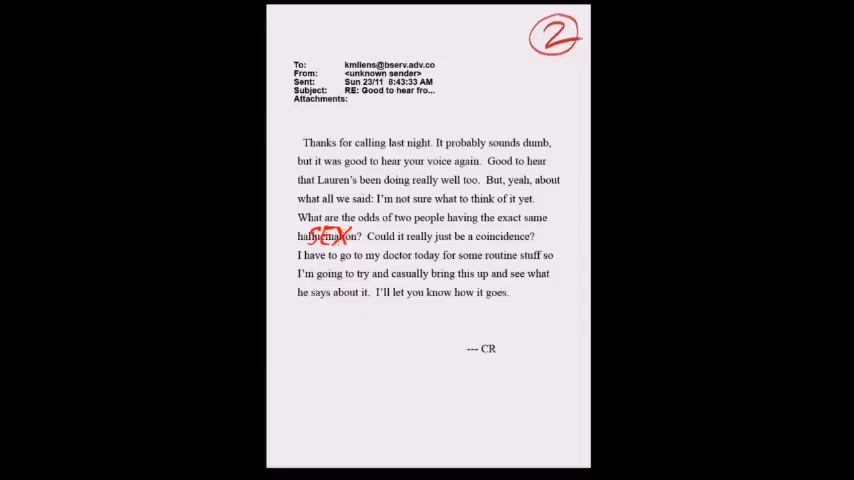 2
To: kmllens@bserv.adv.co
From: <unknown sender>
Sent: Sun 23/11 8:43:33 AM
Subject: RE: Good to hear fro...
Attachments:
Thanks for calling last night. It probably sounds dumb,
but it was good to hear your voice again. Good to hear
that Lauren's been doing really well too. But, yeah, about
what all we said: I'm not sure what to think of it yet.
What are the odds of two people having the exact same
hallucination? Could it really just be a coincidence?
SEX
I have to go to my doctor today for some routine stuff so
I'm going to try and casually bring this up and see what
he says about it. I'll let you know how it goes.
--- CR